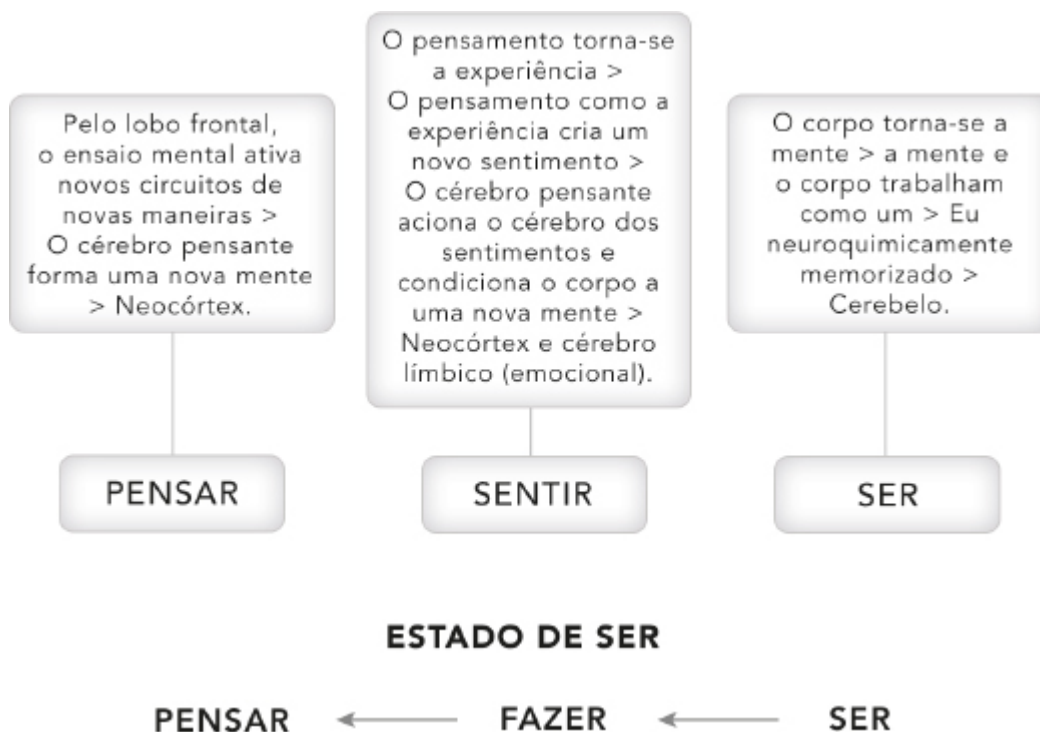 Pelo lobo frontal,
o ensaio mental ativa
novos circuitos de
novas maneiras >
O cérebro pensante
forma uma nova mente
> Neocórtex.
O pensamento torna-se
a experiência >
O pensamento como a
experiência cria um
novo sentimento >
O cérebro pensante
aciona o cérebro dos
sentimentos e
condiciona o corpo a
uma nova mente >
Neocórtex e cérebro
límbico (emocional).
O corpo torna-se a
mente > a mente e
o corpo trabalham
como um > Eu
neuroquimicamente
memorizado >
Cerebelo.
PENSAR
SENTIR
SER
ESTADO DE SER
PENSAR FAZER SER